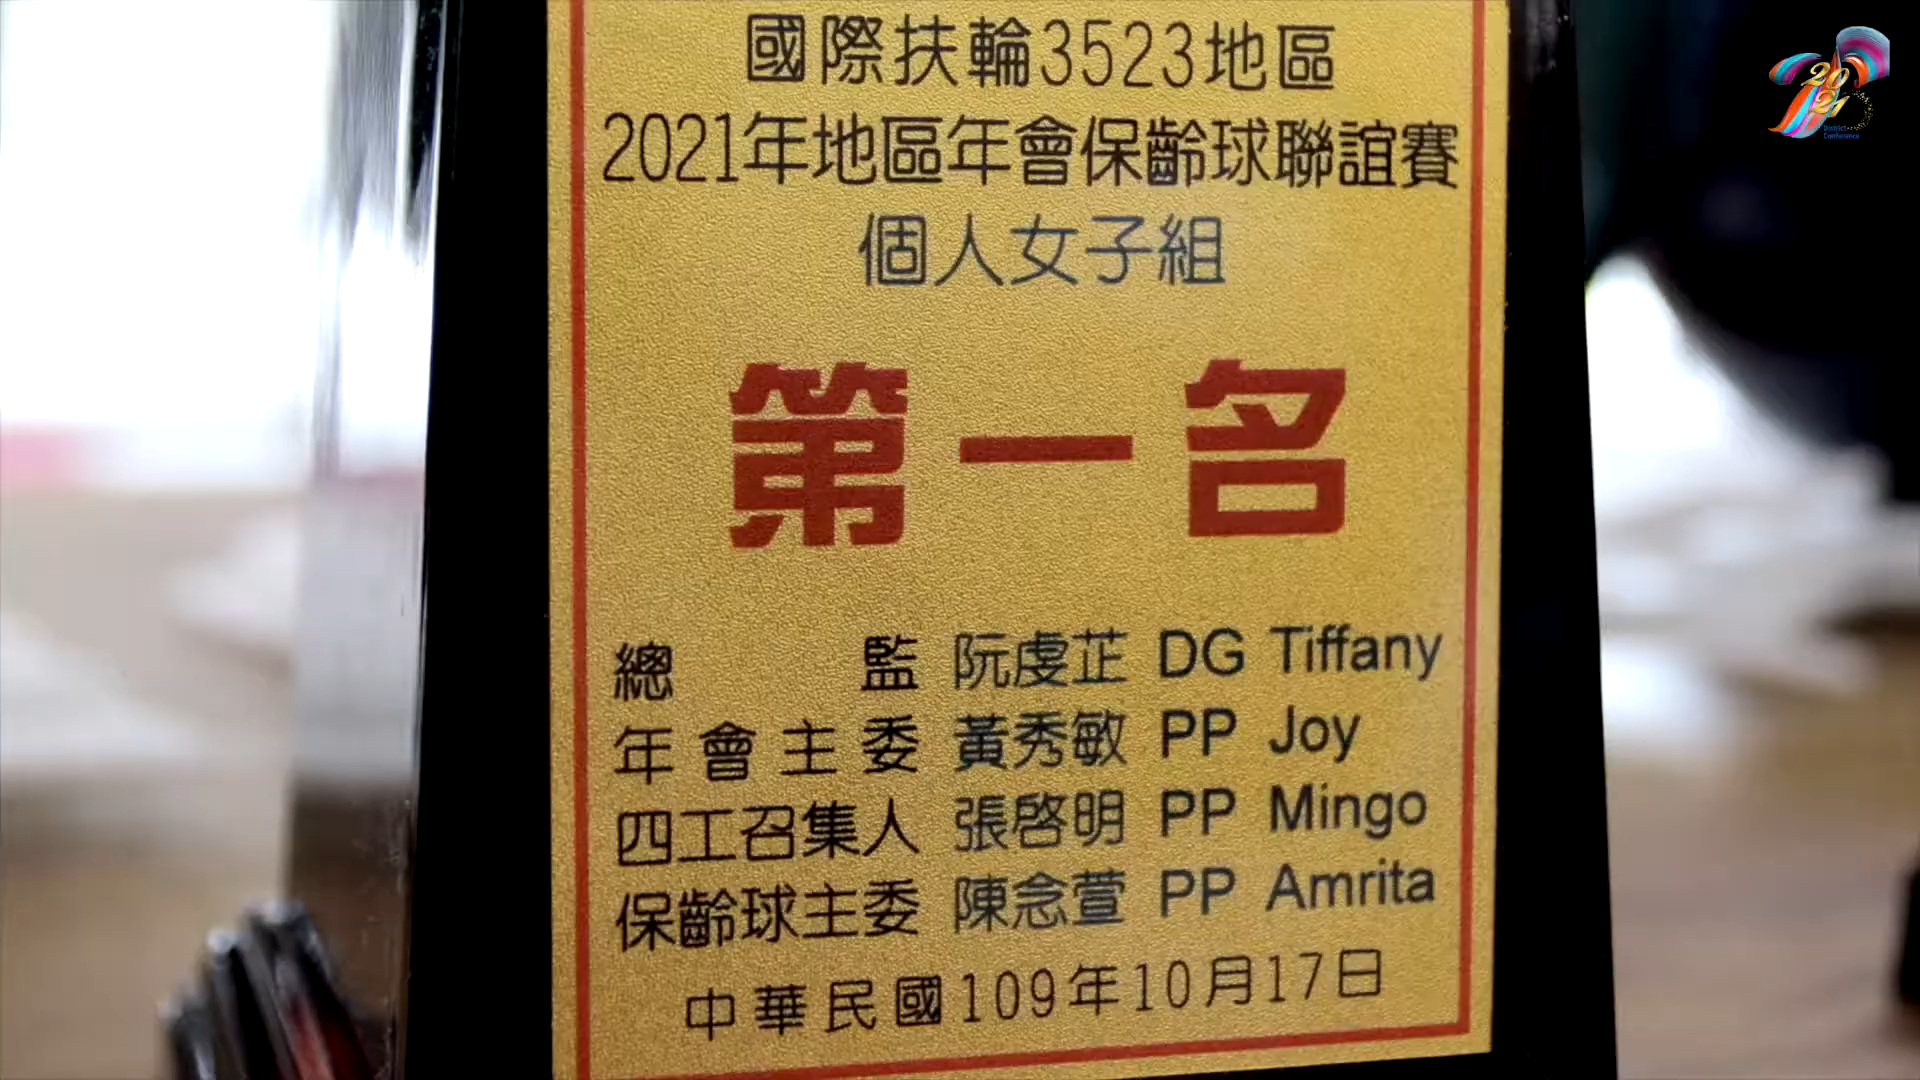 國際扶輪3523地區
2021年地區年會保齡球聯誼賽
個人女子組
第一名
總監 阮虔芷 DG Tiffany
年會主委 黃秀敏 PP Joy
四工召集人 張啓明 PP Mingo
保齡球主委 陳念萱 PP Amrita
中華民國109年10月17日
2021
District
Conference